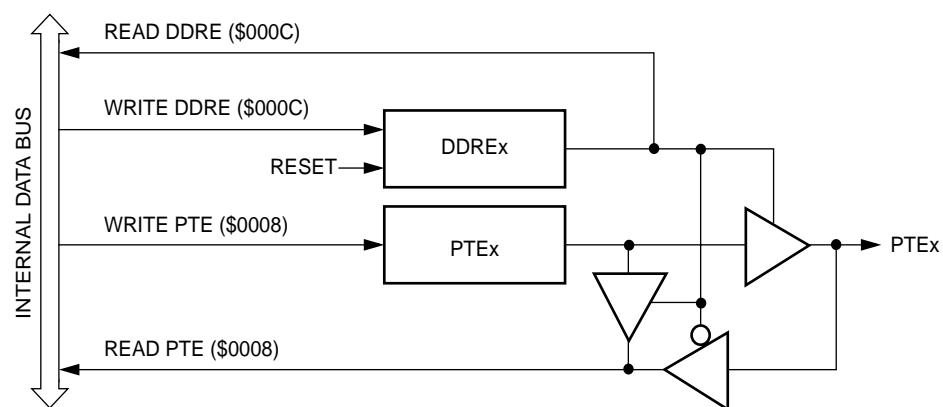 READ DDRE ($000C)
WRITE DDRE ($000C)
DDREx
RESET
WRITE PTE ($0008)
PTEx
PTEx
READ PTE ($0008)
INTERNAL DATA BUS